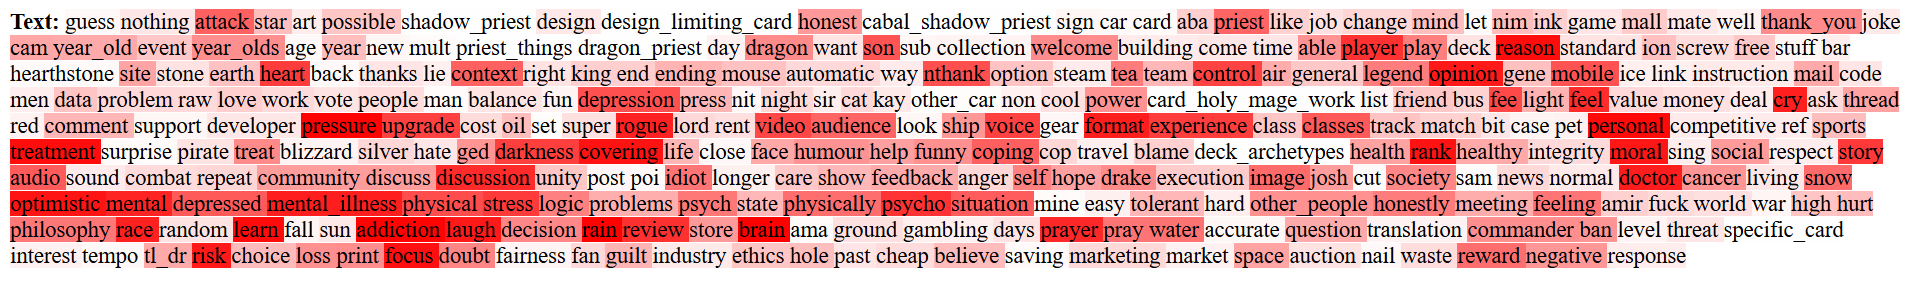 Text: guess nothing attack star art possible shadow_priest design design_limiting_card honest cabal_shadow_priest sign car card aba priest like job change mind let nim ink game mall mate well thank_you joke
cam year_old event year_olds age year new mult priest_things dragon_priest day dragon want son sub collection welcome building come time able player play deck reason standard ion screw free stuff bar
hearthstone site stone earth heart back thanks lie context right king end ending mouse automatic way nthank option steam tea team control air general legend opinion gene mobile ice link instruction mail code
men data problem raw love work vote people man balance fun depression press nit night sir cat kay other_car non cool power card_holy_mage_work list friend bus fee light feel value money deal cry ask thread
red comment support developer pressure upgrade cost oil set super rogue lord rent video audience look ship voice gear format experience class classes track match bit case pet personal competitive ref sports
treatment surprise pirate treat blizzard silver hate ged darkness covering life close face humour help funny coping cop travel blame deck_archetypes health rank healthy integrity moral sing social respect story
audio sound combat repeat community discuss discussion unity post poi idiot longer care show feedback anger self hope drake execution image josh cut society sam news normal doctor cancer living snow
optimistic mental depressed mental_illness physical stress logic problems psych state physically psycho situation mine easy tolerant hard other_people honestly meeting feeling amir fuck world war high hurt
philosophy race random learn fall sun addiction laugh decision rain review store brain ama ground gambling days prayer pray water accurate question translation commander ban level threat specific_card
interest tempo tl_dr risk choice loss print focus doubt fairness fan guilt industry ethics hole past cheap believe saving marketing market space auction nail waste reward negative response